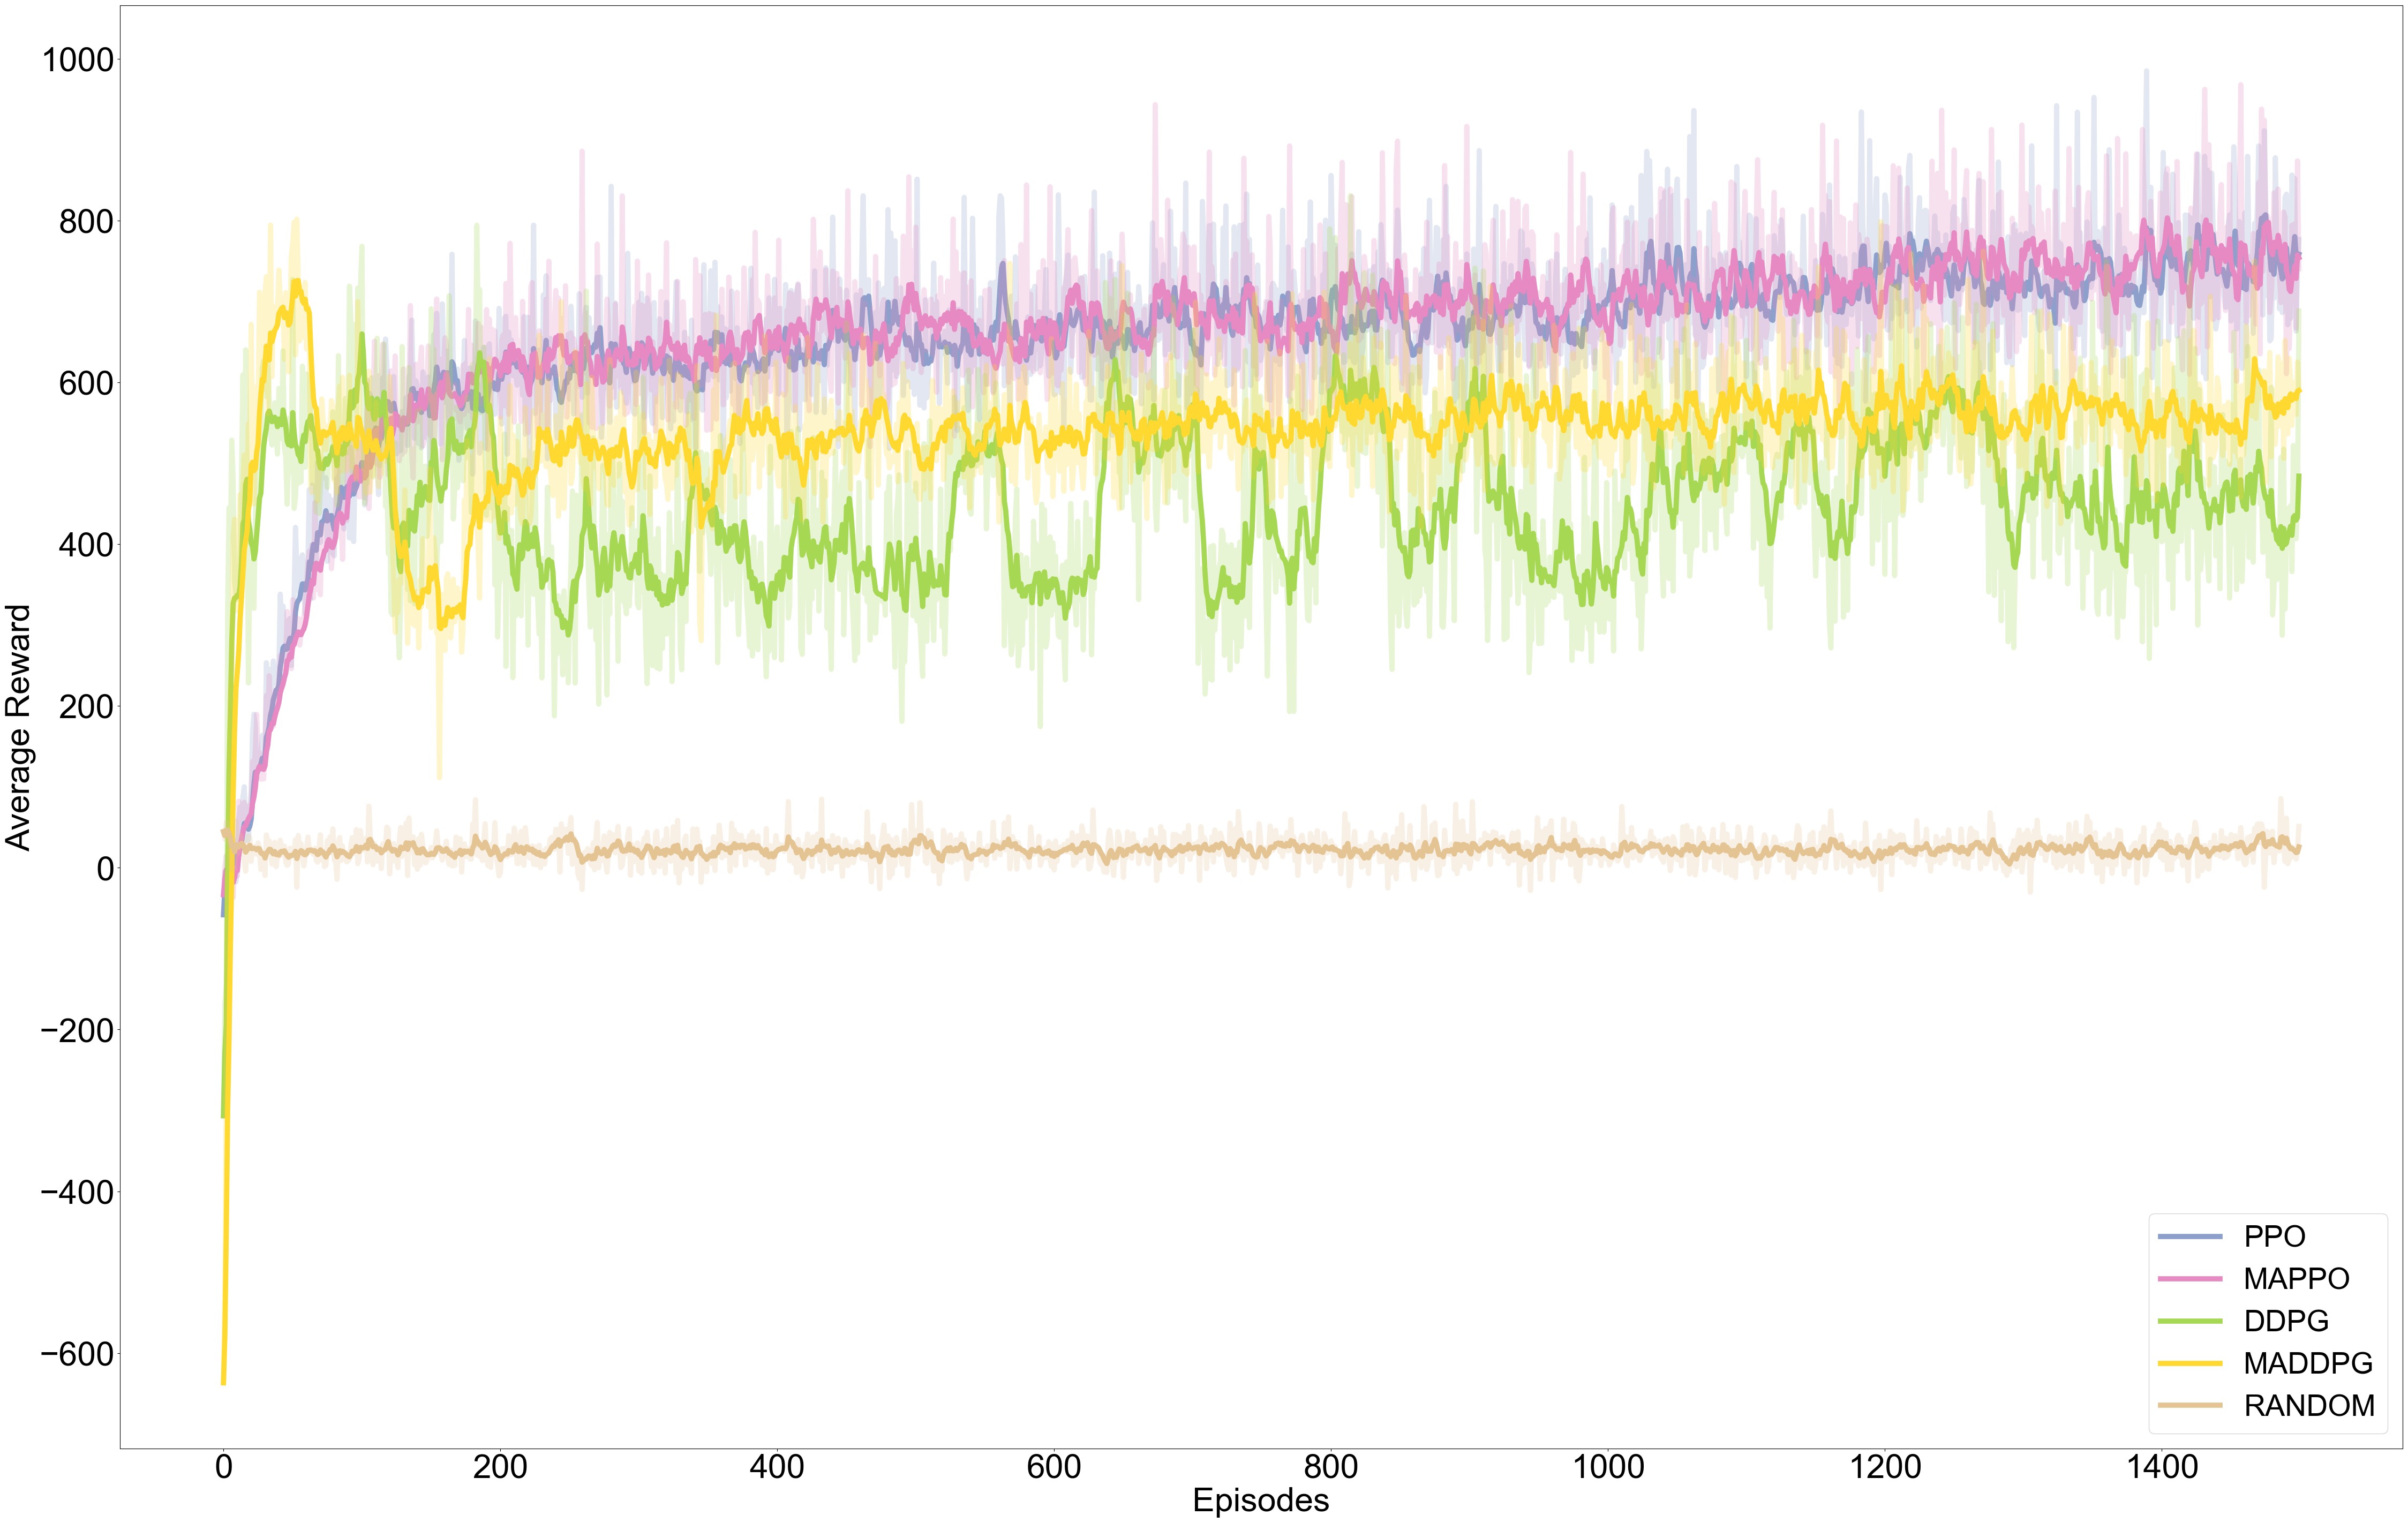 1000
800
600
400
200
0
−200
−400
−600
Average Reward
0 200 400 600 800 1000 1200 1400
Episodes
PPO
MAPPO
DDPG
MADDPG
RANDOM